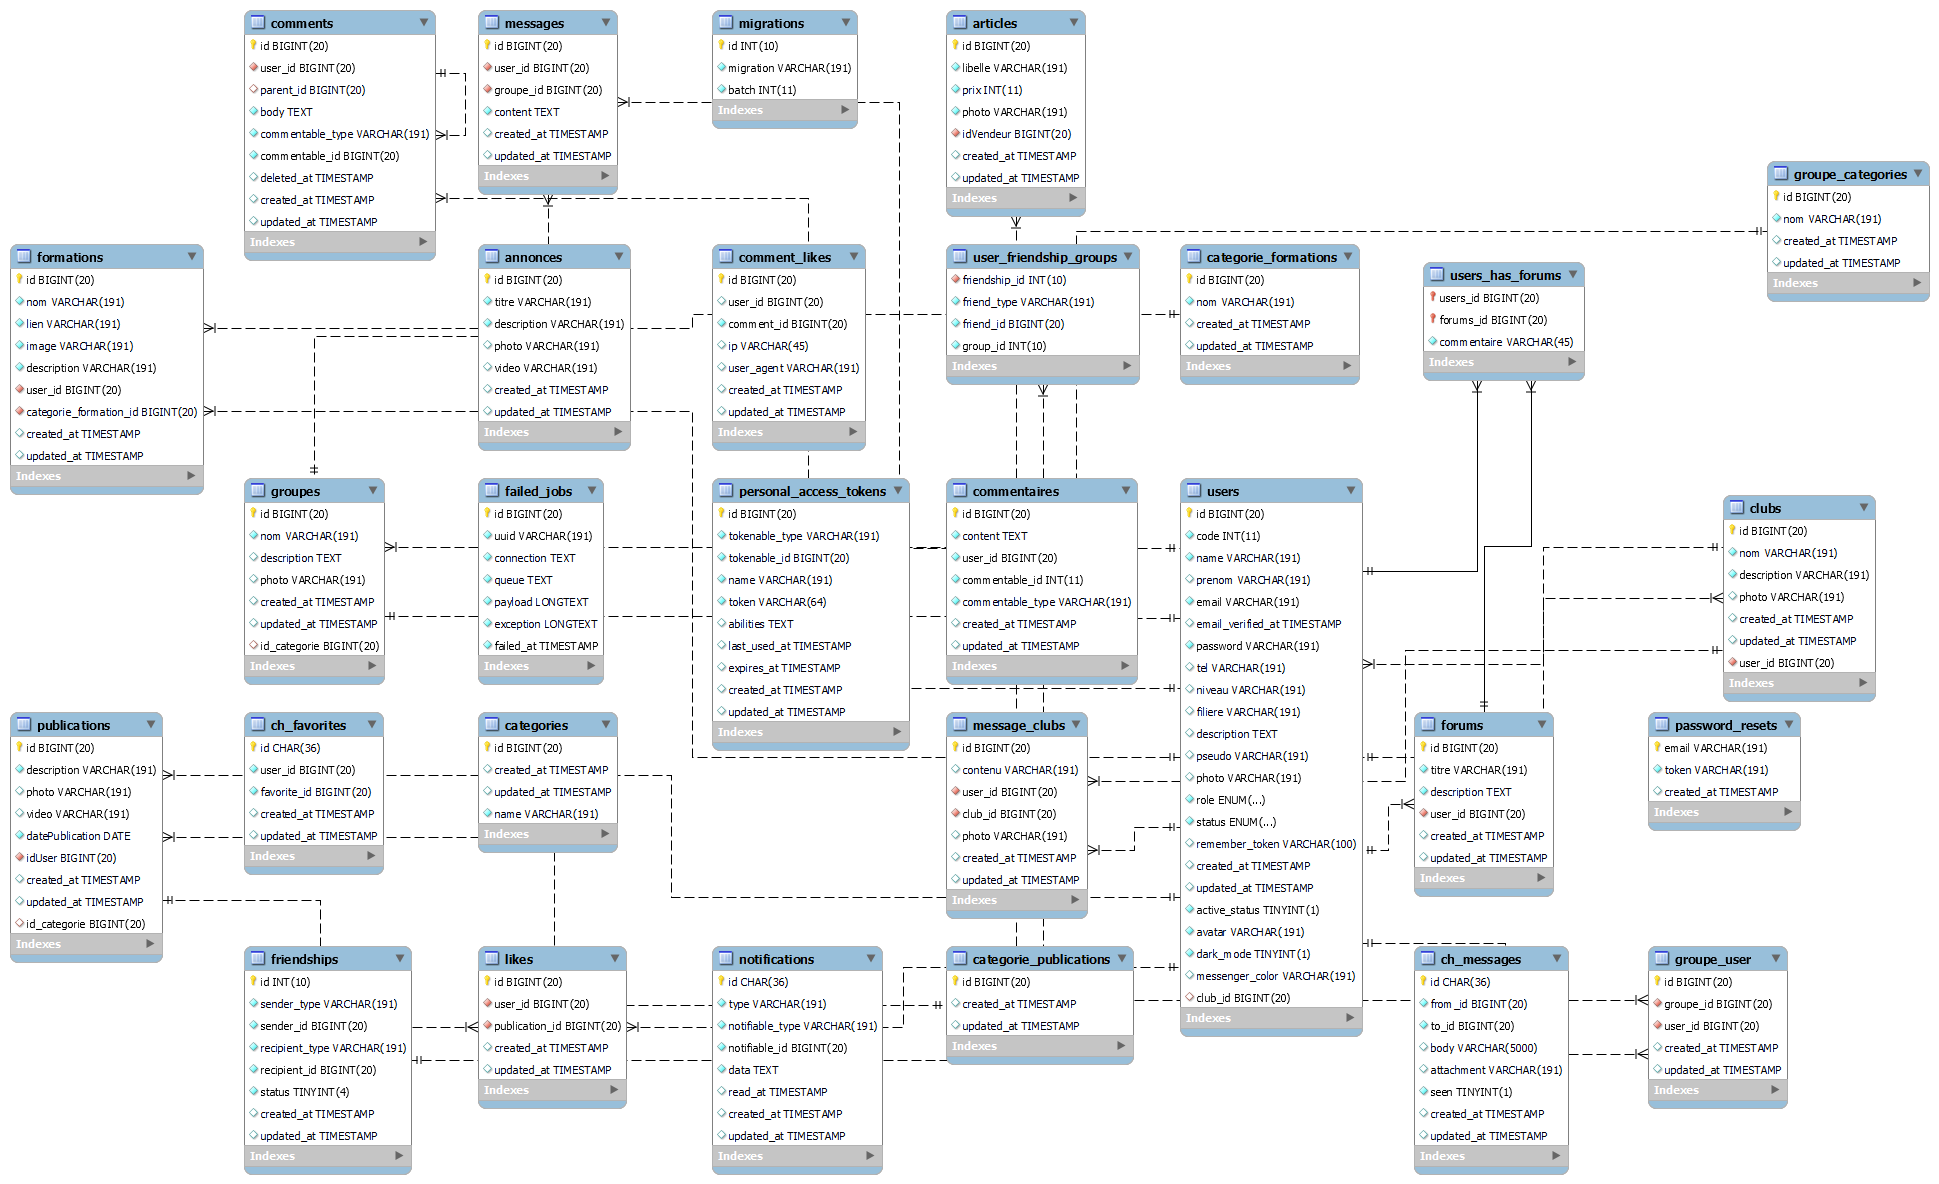 comments
id BIGINT(20)
user_id BIGINT(20)
parent_id BIGINT(20)
body TEXT
commentable_type VARCHAR(191)
commentable_id BIGINT(20)
deleted_at TIMESTAMP
created_at TIMESTAMP
updated_at TIMESTAMP
Indexes
messages
id BIGINT(20)
user_id BIGINT(20)
groupe_id BIGINT(20)
content TEXT
created_at TIMESTAMP
updated_at TIMESTAMP
Indexes
migrations
id INT(10)
migration VARCHAR(191)
batch INT(11)
Indexes
articles
id BIGINT(20)
libelle VARCHAR(191)
prix INT(11)
photo VARCHAR(191)
idVendeur BIGINT(20)
created_at TIMESTAMP
updated_at TIMESTAMP
Indexes
groupe_categories
id BIGINT(20)
nom VARCHAR(191)
created_at TIMESTAMP
updated_at TIMESTAMP
Indexes
formations
id BIGINT(20)
nom VARCHAR(191)
lien VARCHAR(191)
image VARCHAR(191)
description VARCHAR(191)
user_id BIGINT(20)
categorie_formation_id BIGINT(20)
created_at TIMESTAMP
updated_at TIMESTAMP
Indexes
annonces
id BIGINT(20)
titre VARCHAR(191)
description VARCHAR(191)
photo VARCHAR(191)
video VARCHAR(191)
created_at TIMESTAMP
updated_at TIMESTAMP
Indexes
comment_likes
id BIGINT(20)
user_id BIGINT(20)
comment_id BIGINT(20)
ip VARCHAR(45)
user_agent VARCHAR(191)
created_at TIMESTAMP
updated_at TIMESTAMP
Indexes
user_friendship_groups
friendship_id INT(10)
friend_type VARCHAR(191)
friend_id BIGINT(20)
group_id INT(10)
Indexes
categorie_formations
id BIGINT(20)
nom VARCHAR(191)
created_at TIMESTAMP
updated_at TIMESTAMP
Indexes
users_has_forums
users_id BIGINT(20)
forums_id BIGINT(20)
commentaire VARCHAR(45)
Indexes
groupes
id BIGINT(20)
nom VARCHAR(191)
description TEXT
photo VARCHAR(191)
created_at TIMESTAMP
updated_at TIMESTAMP
id_categorie BIGINT(20)
Indexes
failed_jobs
id BIGINT(20)
uuid VARCHAR(191)
connection TEXT
queue TEXT
payload LONGTEXT
exception LONGTEXT
failed_at TIMESTAMP
Indexes
personal_access_tokens
id BIGINT(20)
tokenable_type VARCHAR(191)
tokenable_id BIGINT(20)
name VARCHAR(191)
token VARCHAR(64)
abilities TEXT
last_used_at TIMESTAMP
expires_at TIMESTAMP
created_at TIMESTAMP
updated_at TIMESTAMP
Indexes
commentaires
id BIGINT(20)
content TEXT
user_id BIGINT(20)
commentable_id INT(11)
commentable_type VARCHAR(191)
created_at TIMESTAMP
updated_at TIMESTAMP
Indexes
users
id BIGINT(20)
code INT(11)
name VARCHAR(191)
prenom VARCHAR(191)
email VARCHAR(191)
email_verified_at TIMESTAMP
password VARCHAR(191)
tel VARCHAR(191)
niveau VARCHAR(191)
filiere VARCHAR(191)
description TEXT
pseudo VARCHAR(191)
photo VARCHAR(191)
role ENUM(...)
status ENUM(...)
remember_token VARCHAR(100)
created_at TIMESTAMP
updated_at TIMESTAMP
active_status TINYINT(1)
avatar VARCHAR(191)
dark_mode TINYINT(1)
messenger_color VARCHAR(191)
club_id BIGINT(20)
Indexes
clubs
id BIGINT(20)
nom VARCHAR(191)
description VARCHAR(191)
photo VARCHAR(191)
created_at TIMESTAMP
updated_at TIMESTAMP
user_id BIGINT(20)
Indexes
publications
id BIGINT(20)
description VARCHAR(191)
photo VARCHAR(191)
video VARCHAR(191)
datePublication DATE
idUser BIGINT(20)
created_at TIMESTAMP
updated_at TIMESTAMP
id_categorie BIGINT(20)
Indexes
ch_favorites
id CHAR(36)
user_id BIGINT(20)
favorite_id BIGINT(20)
created_at TIMESTAMP
updated_at TIMESTAMP
Indexes
categories
id BIGINT(20)
created_at TIMESTAMP
updated_at TIMESTAMP
name VARCHAR(191)
Indexes
message_clubs
id BIGINT(20)
contenu VARCHAR(191)
user_id BIGINT(20)
club_id BIGINT(20)
photo VARCHAR(191)
created_at TIMESTAMP
updated_at TIMESTAMP
Indexes
forums
id BIGINT(20)
titre VARCHAR(191)
description TEXT
user_id BIGINT(20)
created_at TIMESTAMP
updated_at TIMESTAMP
Indexes
password_resets
email VARCHAR(191)
token VARCHAR(191)
created_at TIMESTAMP
Indexes
friendships
id INT(10)
sender_type VARCHAR(191)
sender_id BIGINT(20)
recipient_type VARCHAR(191)
recipient_id BIGINT(20)
status TINYINT(4)
created_at TIMESTAMP
updated_at TIMESTAMP
Indexes
likes
id BIGINT(20)
user_id BIGINT(20)
publication_id BIGINT(20)
created_at TIMESTAMP
updated_at TIMESTAMP
Indexes
notifications
id CHAR(36)
type VARCHAR(191)
notifiable_type VARCHAR(191)
notifiable_id BIGINT(20)
data TEXT
read_at TIMESTAMP
created_at TIMESTAMP
updated_at TIMESTAMP
Indexes
categorie_publications
id BIGINT(20)
created_at TIMESTAMP
updated_at TIMESTAMP
Indexes
ch_messages
id CHAR(36)
from_id BIGINT(20)
to_id BIGINT(20)
body VARCHAR(5000)
attachment VARCHAR(191)
seen TINYINT(1)
created_at TIMESTAMP
updated_at TIMESTAMP
Indexes
groupe_user
id BIGINT(20)
groupe_id BIGINT(20)
user_id BIGINT(20)
created_at TIMESTAMP
updated_at TIMESTAMP
Indexes